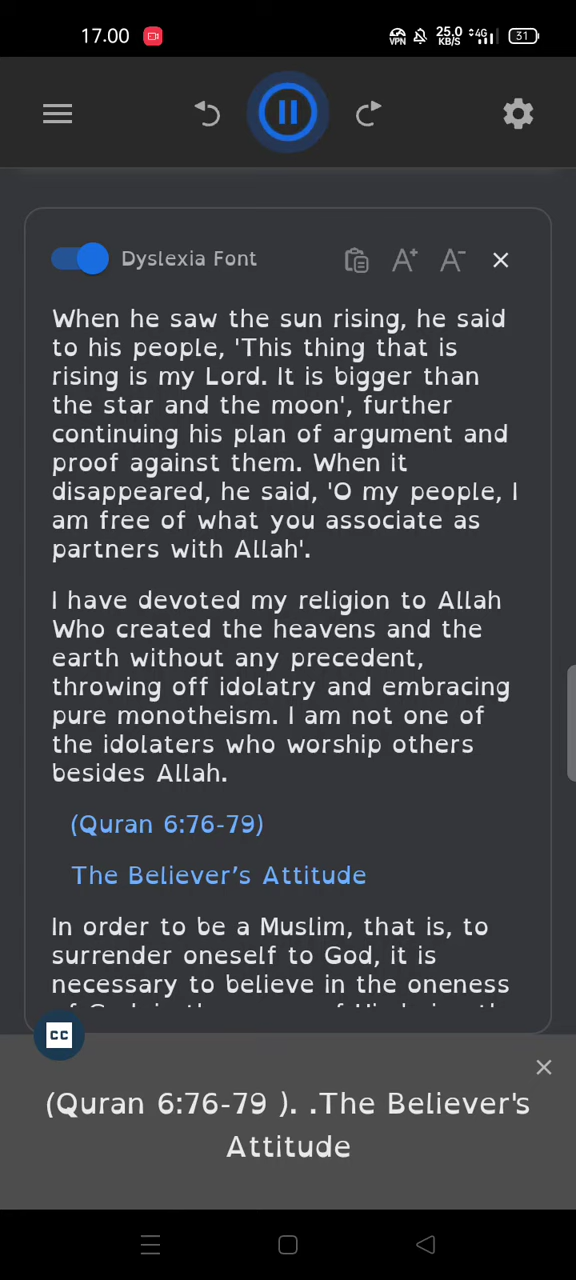 17.00
VPN 25.0 KB/S 4G 31
Dyslexia Font A+ A-
When he saw the sun rising, he said
to his people, 'This thing that is
rising is my Lord. It is bigger than
the star and the moon', further
continuing his plan of argument and
proof against them. When it
disappeared, he said, 'O my people, I
am free of what you associate as
partners with Allah'.
I have devoted my religion to Allah
Who created the heavens and the
earth without any precedent,
throwing off idolatry and embracing
pure monotheism. I am not one of
the idolaters who worship others
besides Allah.
(Quran 6:76-79)
The Believer’s Attitude
In order to be a Muslim, that is, to
surrender oneself to God, it is
necessary to believe in the oneness
CC
(Quran 6:76-79 ). .The Believer's
Attitude